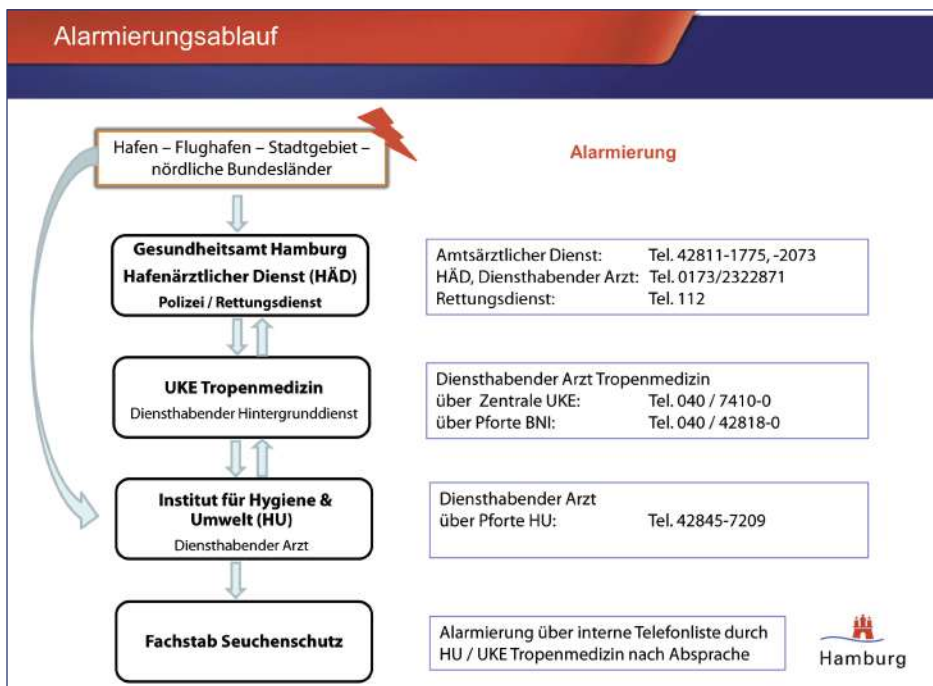 Alarmierungsablauf
Hafen – Flughafen – Stadtgebiet –
nördliche Bundesländer
Alarmierung
Gesundheitsamt Hamburg
Hafenärztlicher Dienst (HÄD)
Polizei / Rettungsdienst
Amtsärztlicher Dienst: Tel. 42811-1775, -2073
HÄD, Diensthabender Arzt: Tel. 0173/2322871
Rettungsdienst: Tel. 112
UKE Tropenmedizin
Diensthabender Hintergrunddienst
Diensthabender Arzt Tropenmedizin
über Zentrale UKE: Tel. 040 / 7410-0
über Pforte BNI: Tel. 040 / 42818-0
Institut für Hygiene &
Umwelt (HU)
Diensthabender Arzt
Diensthabender Arzt
über Pforte HU: Tel. 42845-7209
Fachstab Seuchenschutz
Alarmierung über interne Telefonliste durch
HU / UKE Tropenmedizin nach Absprache
Hamburg